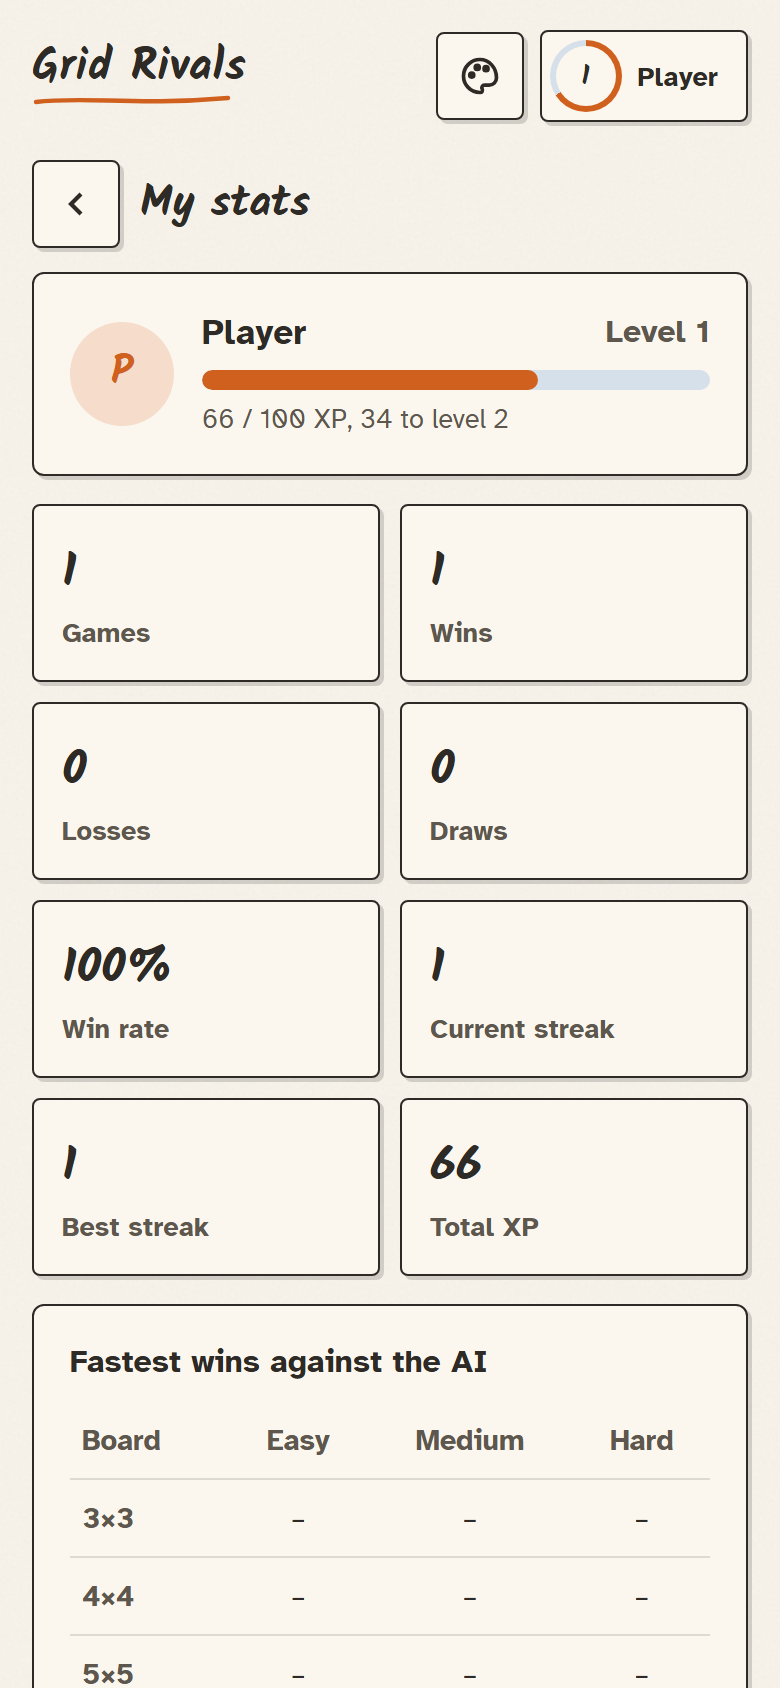 Grid Rivals
1 Player
My stats
P
Player Level 1
66 / 100 XP, 34 to level 2
1 1
Games Wins
0 0
Losses Draws
100% 1
Win rate Current streak
1 66
Best streak Total XP
Fastest wins against the AI
Board Easy Medium Hard
3×3 – – –
4×4 – – –
5×5 – – –